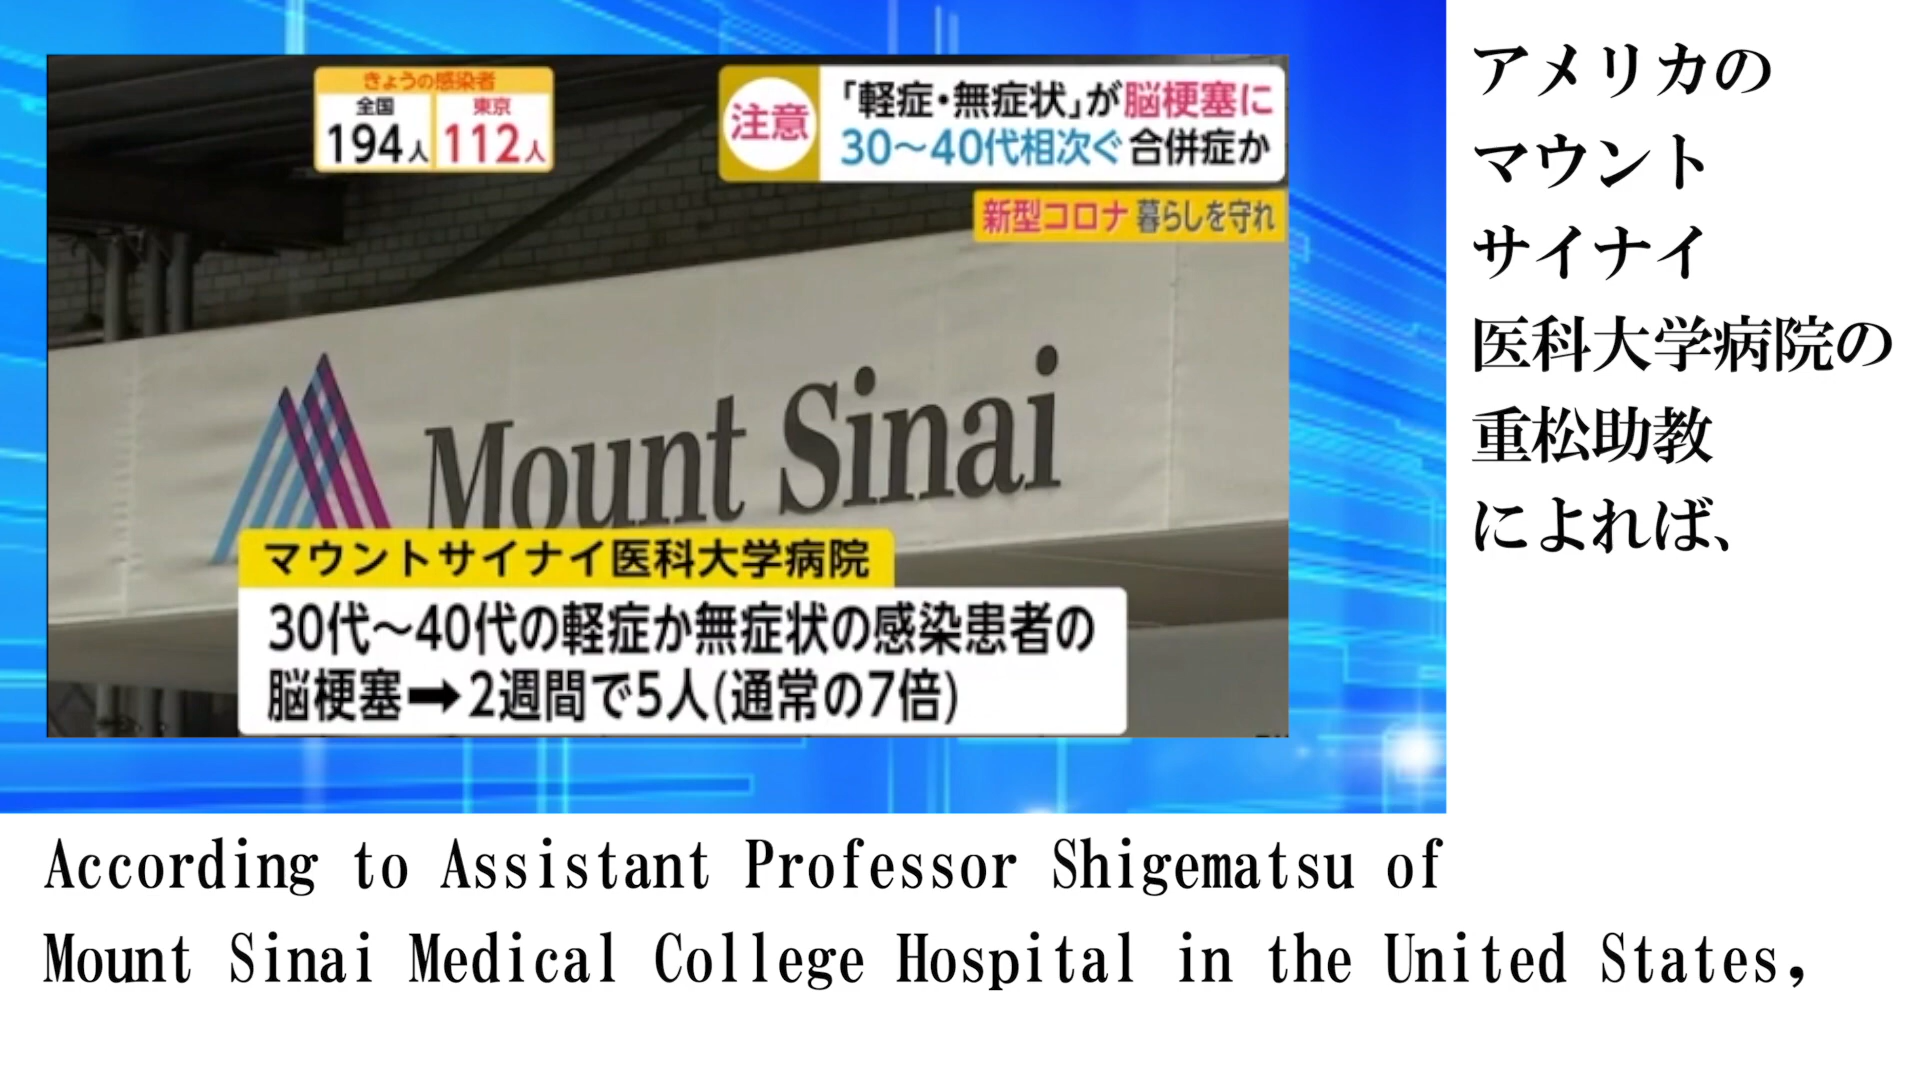 きょうの感染者
全国 東京
194人 112人
注意
「軽症・無症状」が脳梗塞に
30～40代相次ぐ 合併症か
新型コロナ 暮らしを守れ
Mount Sinai
マウントサイナイ医科大学病院
30代～40代の軽症か無症状の感染患者の
脳梗塞➡2週間で5人(通常の7倍)
アメリカの
マウント
サイナイ
医科大学病院の
重松助教
によれば、
According to Assistant Professor Shigematsu of
Mount Sinai Medical College Hospital in the United States,